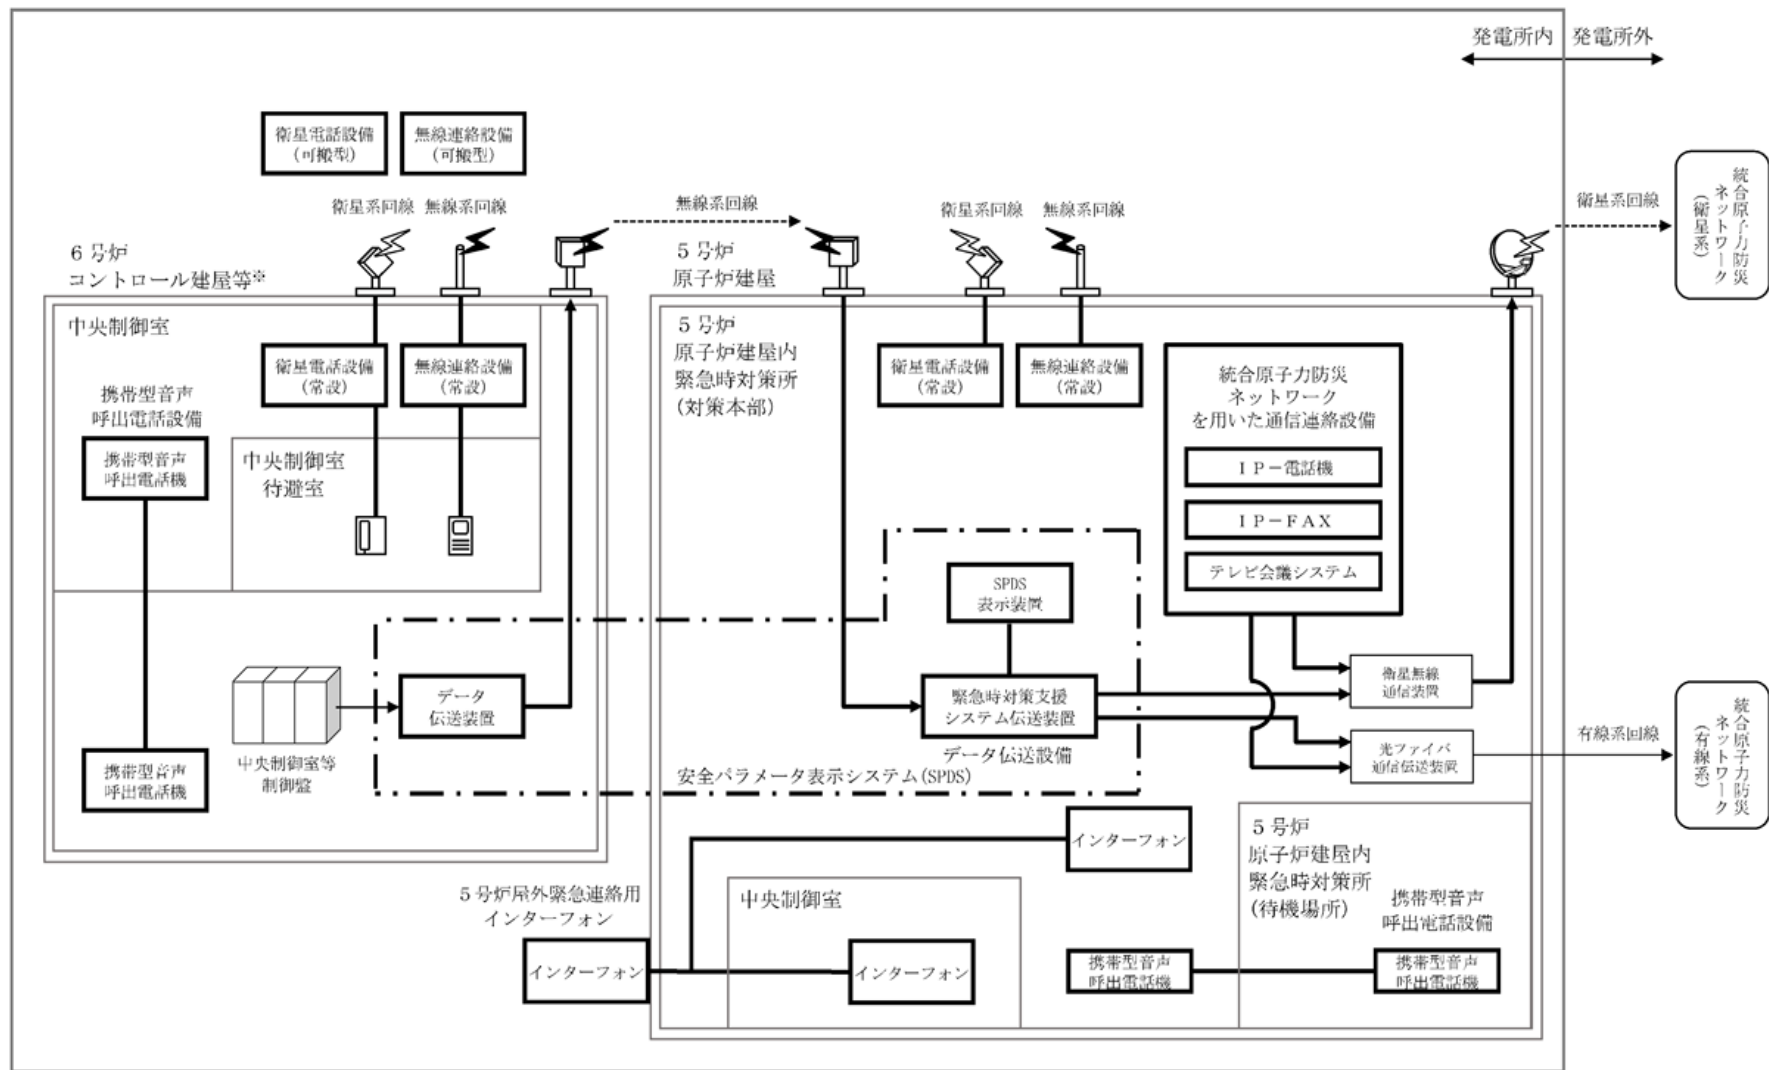 発電所内
発電所外
衛星電話設備
(可搬型)
無線連絡設備
(可搬型)
衛星系回線
無線系回線
無線系回線
衛星系回線
無線系回線
衛星系回線
統合原子力防災
ネットワーク
(衛星系)
6号炉
コントロール建屋等※
5号炉
原子炉建屋
中央制御室
携帯型音声
呼出電話設備
携帯型音声
呼出電話機
衛星電話設備
(常設)
無線連絡設備
(常設)
中央制御室
待避室
中央制御室等
制御盤
データ
伝送装置
携帯型音声
呼出電話機
5号炉
原子炉建屋内
緊急時対策所
(対策本部)
衛星電話設備
(常設)
無線連絡設備
(常設)
統合原子力防災
ネットワーク
を用いた通信連絡設備
IP-電話機
IP-FAX
テレビ会議システム
SPDS
表示装置
緊急時対策支援
システム伝送装置
データ伝送設備
安全パラメータ表示システム(SPDS)
衛星無線
通信装置
光ファイバ
通信伝送装置
有線系回線
統合原子力防災
ネットワーク
(有線系)
5号炉屋外緊急連絡用
インターフォン
インターフォン
インターフォン
中央制御室
インターフォン
5号炉
原子炉建屋内
緊急時対策所
(待機場所)
携帯型音声
呼出電話設備
携帯型音声
呼出電話機
携帯型音声
呼出電話機